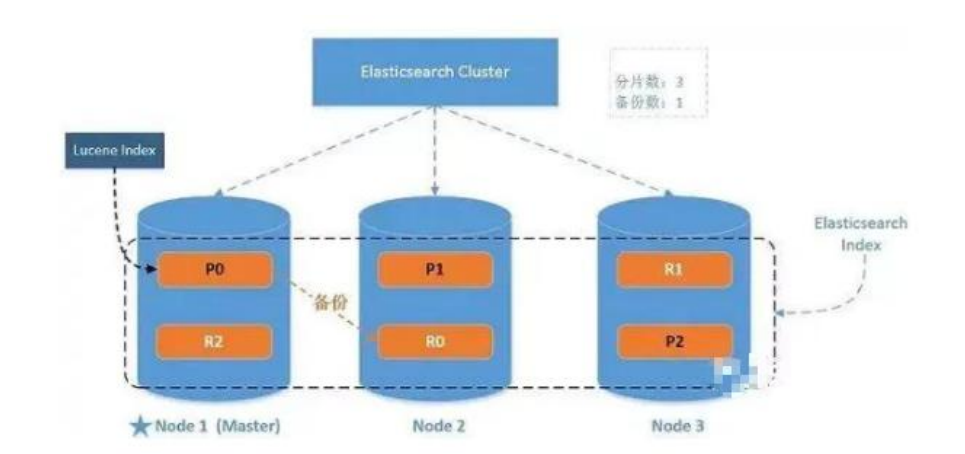 Elasticsearch Cluster
分片数：3
备份数：1
Lucene Index
Elasticsearch
Index
P0
P1
R1
备份
R2
R0
P2
Node 1 (Master)
Node 2
Node 3